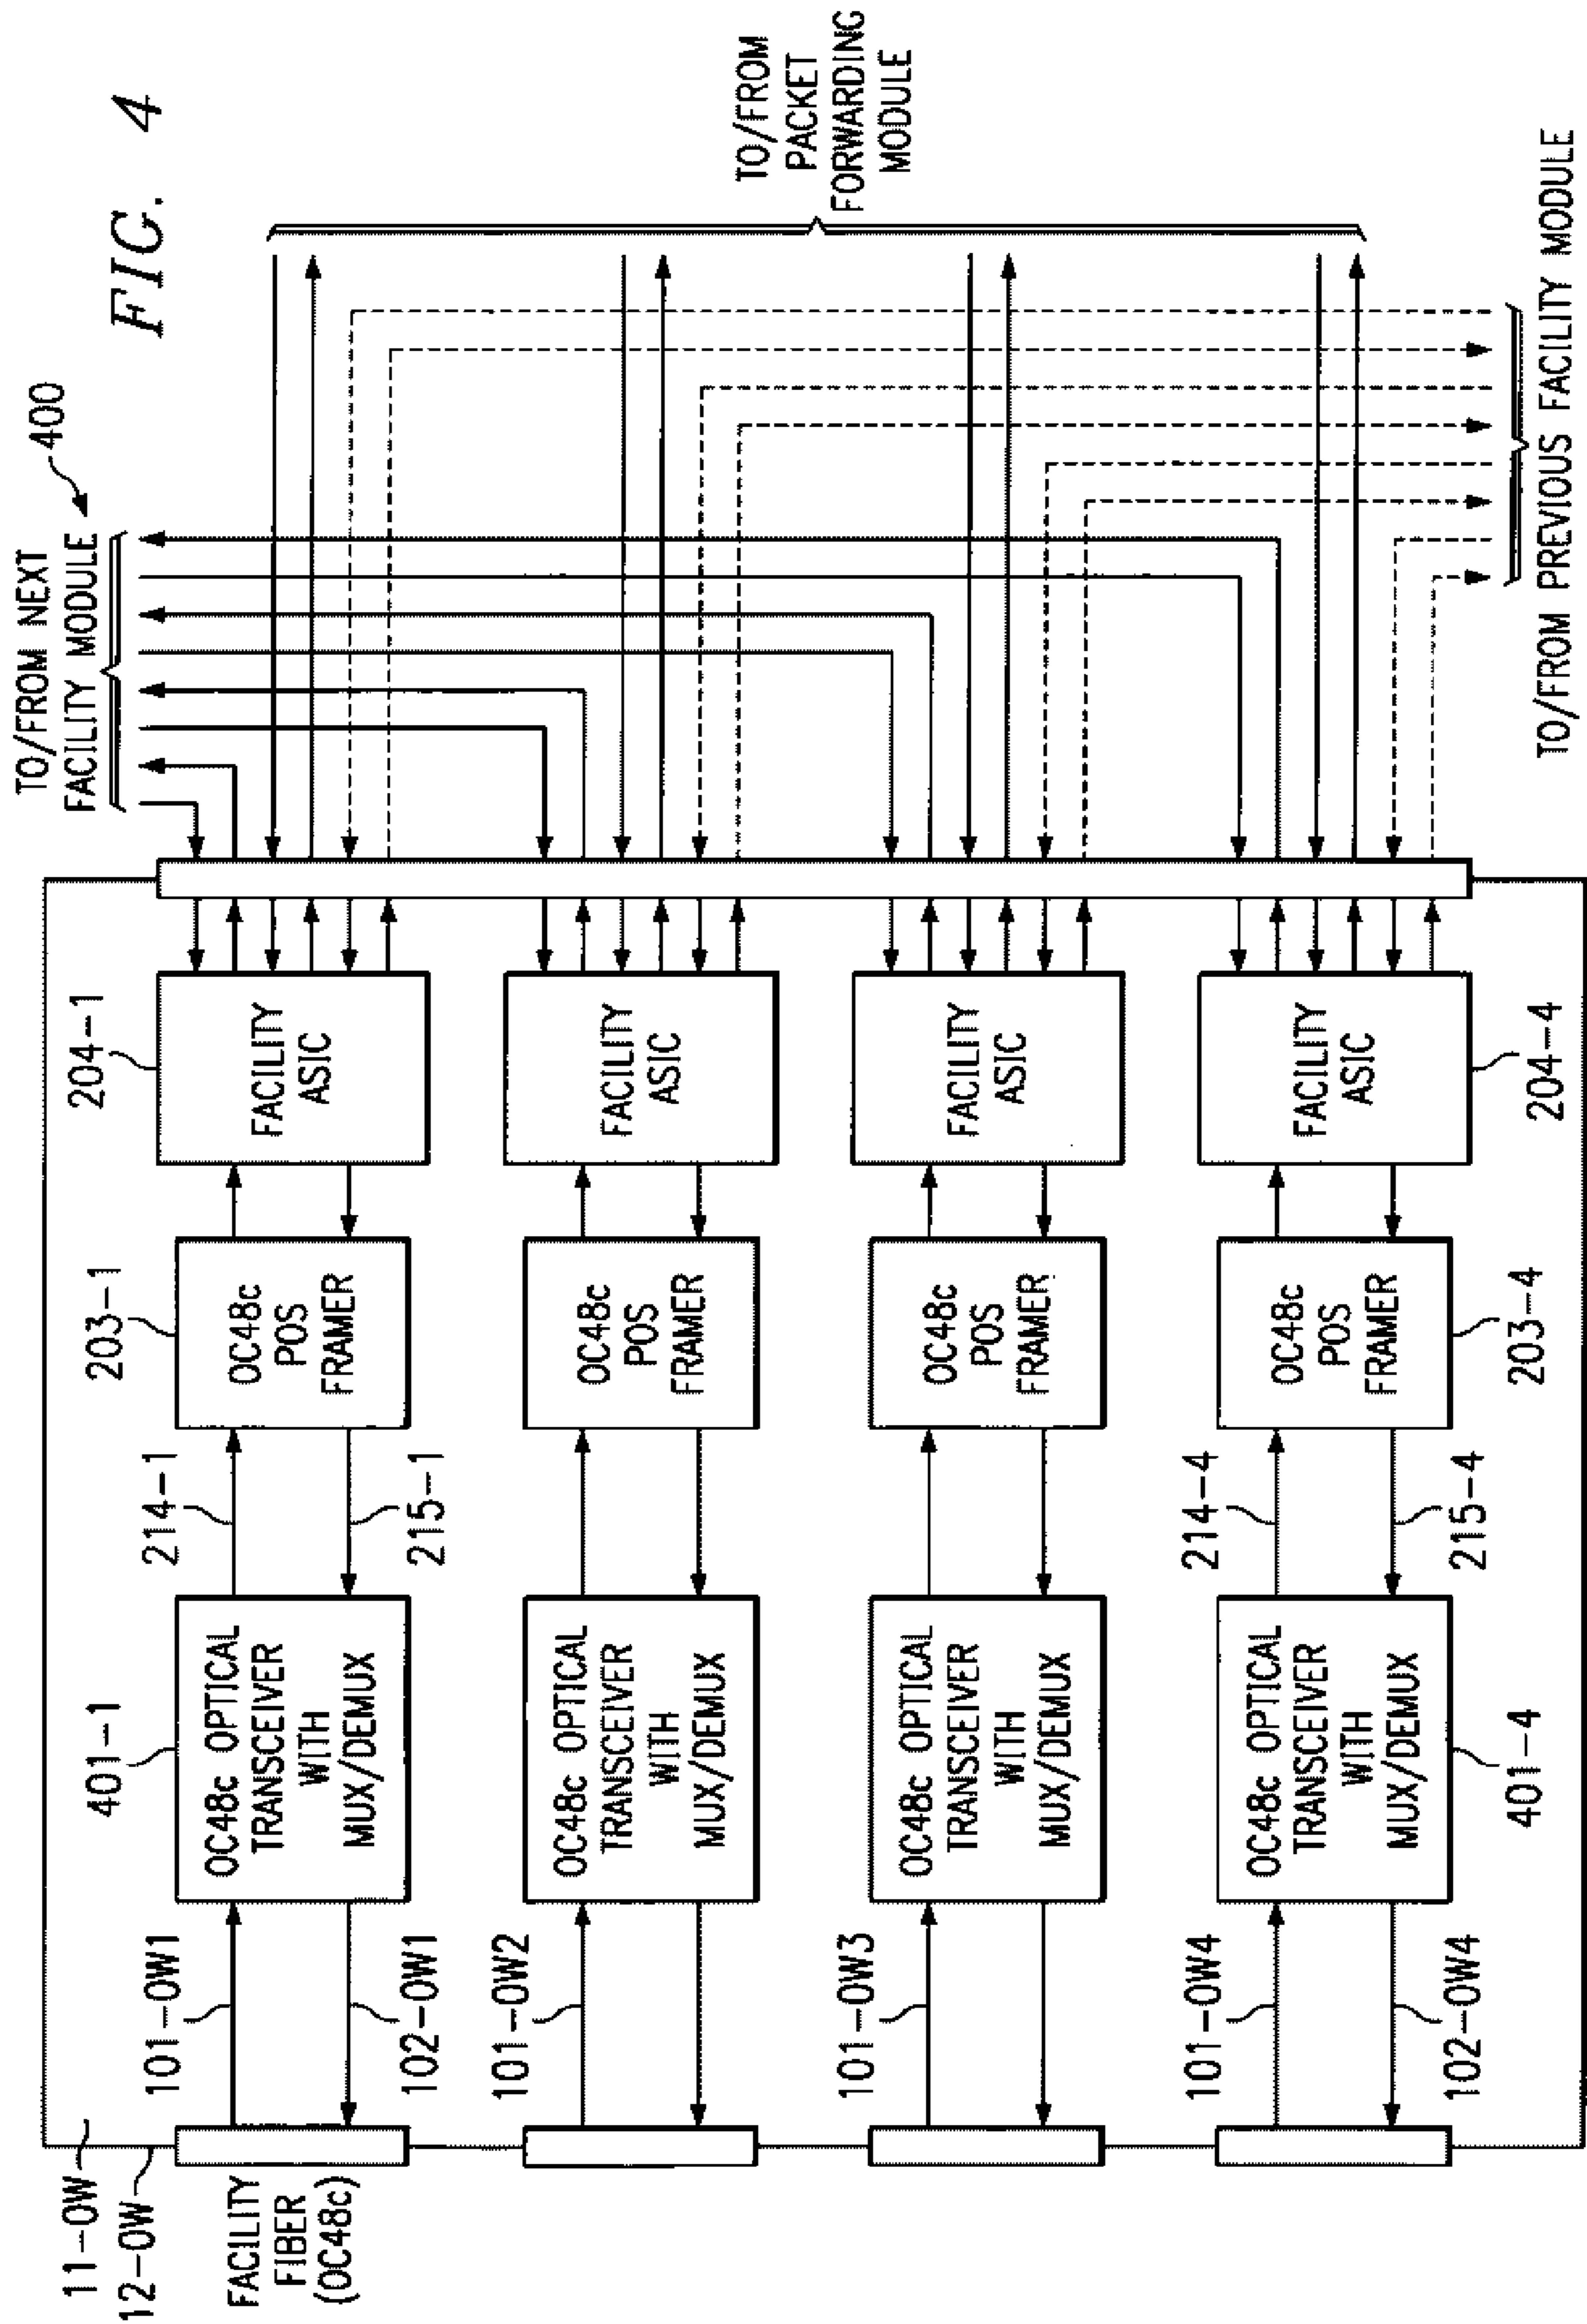 FIG. 4
400
TO/FROM NEXT
FACILITY MODULE
TO/FROM
PACKET
FORWARDING
MODULE
TO/FROM PREVIOUS FACILITY MODULE
11-0W
12-0W
FACILITY
FIBER
(OC48c)
101-0W1
102-0W1
401-1
OC48c OPTICAL
TRANSCEIVER
WITH
MUX/DEMUX
214-1
215-1
203-1
OC48c
POS
FRAMER
204-1
FACILITY
ASIC
101-0W2
OC48c OPTICAL
TRANSCEIVER
WITH
MUX/DEMUX
OC48c
POS
FRAMER
FACILITY
ASIC
101-0W3
OC48c OPTICAL
TRANSCEIVER
WITH
MUX/DEMUX
OC48c
POS
FRAMER
FACILITY
ASIC
101-0W4
102-0W4
OC48c OPTICAL
TRANSCEIVER
WITH
MUX/DEMUX
401-4
214-4
215-4
OC48c
POS
FRAMER
203-4
FACILITY
ASIC
204-4